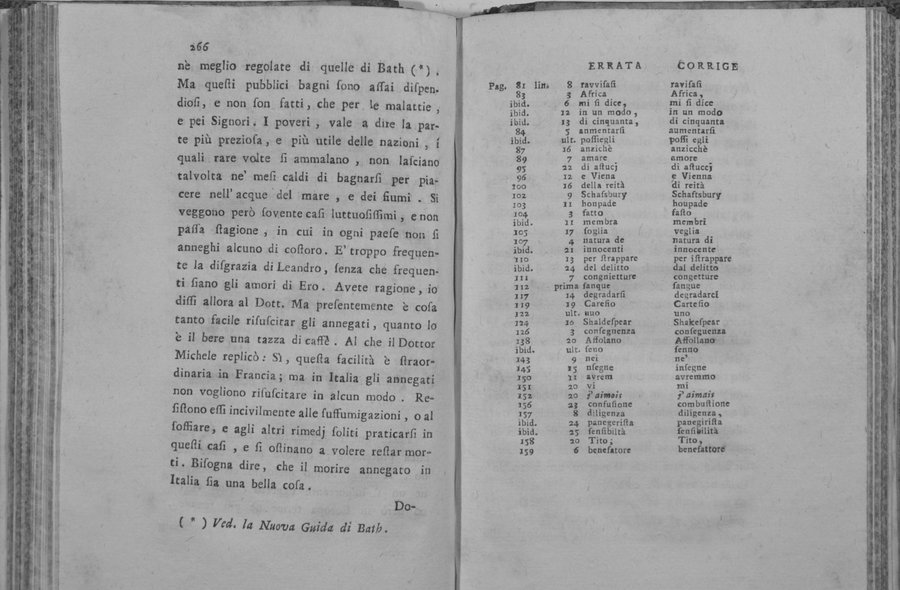 266
nè meglio regolate di quelle di Bath (*).
Ma queſti pubblici bagni ſono aſſai diſpen-
dioſi, e non ſon fatti, che per le malattie,
e pei Signori. I poveri, vale a dire la par-
te più prezioſa, e più utile delle nazioni, i
quali rare volte ſi ammalano, non laſciano
talvolta ne' meſi caldi di bagnarſi per pia-
cere nell' acque del mare, e dei fiumi. Si
veggono però ſovente caſi luttuoſiſſimi, e non
paſſa ſtagione, in cui in ogni paeſe non ſi
anneghi alcuno di coſtoro. E' troppo frequen-
te la diſgrazia di Leandro, ſenza che frequen-
ti ſiano gli amori di Ero. Avete ragione, io
diſſi allora al Dott. Ma preſentemente è coſa
tanto facile riſuſcitar gli annegati, quanto lo
è il bere una tazza di caffè. Al che il Dottor
Michele replicò: Sì, queſta facilità è ſtraor-
dinaria in Francia; ma in Italia gli annegati
non vogliono riſuſcitare in alcun modo. Re-
ſiſtono eſſi incivilmente alle ſuffumigazioni, o al
ſoffiare, e agli altri rimedj ſoliti praticarſi in
queſti caſi, e ſi oſtinano a volere reſtar mor-
ti. Biſogna dire, che il morire annegato in
Italia ſia una bella coſa.
Do-
(*) Ved. la Nuova Guida di Bath.
ERRATA CORRIGE
Pag. 81 lin. 8 ravviſaſi raviſaſi
83 3 Africa Africa,
ibid. 6 mi ſi dice, mi ſi dice
ibid. 12 in un modo, in un modo
ibid. 13 di cinquanta, di cinquanta
84 5 anmentarſi aumentarſi
ibid. ult. poſſiegli poſſi egli
87 16 anzichè anzicchè
89 7 amare amore
95 22 di aſtucj di aſtuccj
96 12 e Viena e Vienna
100 16 della reità di reità
102 9 Schafsbury Schaftsbury
103 11 honpade houpade
104 3 fatto faſto
ibid. 11 membra membri
105 17 ſoglia veglia
107 4 natura de natura di
ibid. 21 innocenti innocente
110 13 per ſtrappare per iſtrappare
ibid. 24 del delitto dal delitto
111 7 congnietture congetture
112 prima ſanque ſangue
117 14 degradarſi degradarci
119 19 Careſio Carteſio
122 ult. uuo uno
124 10 Shaldeſpear Shakeſpear
126 3 conſegnenza conſeguenza
138 20 Aſſolano Affollano
ibid. ult. ſeno ſenno
143 9 nei ne'
145 15 nſegne inſegne
150 11 avrem avremmo
151 20 vi mi
152 20 j'aimois j'aimais
156 23 confuſione combuſtione
157 8 diligenza diligenza,
ibid. 24 panegeriſta panegiriſta
ibid. 25 ſenſibiltà ſenſibilità
158 20 Tito; Tito,
159 6 benefatore benefattore